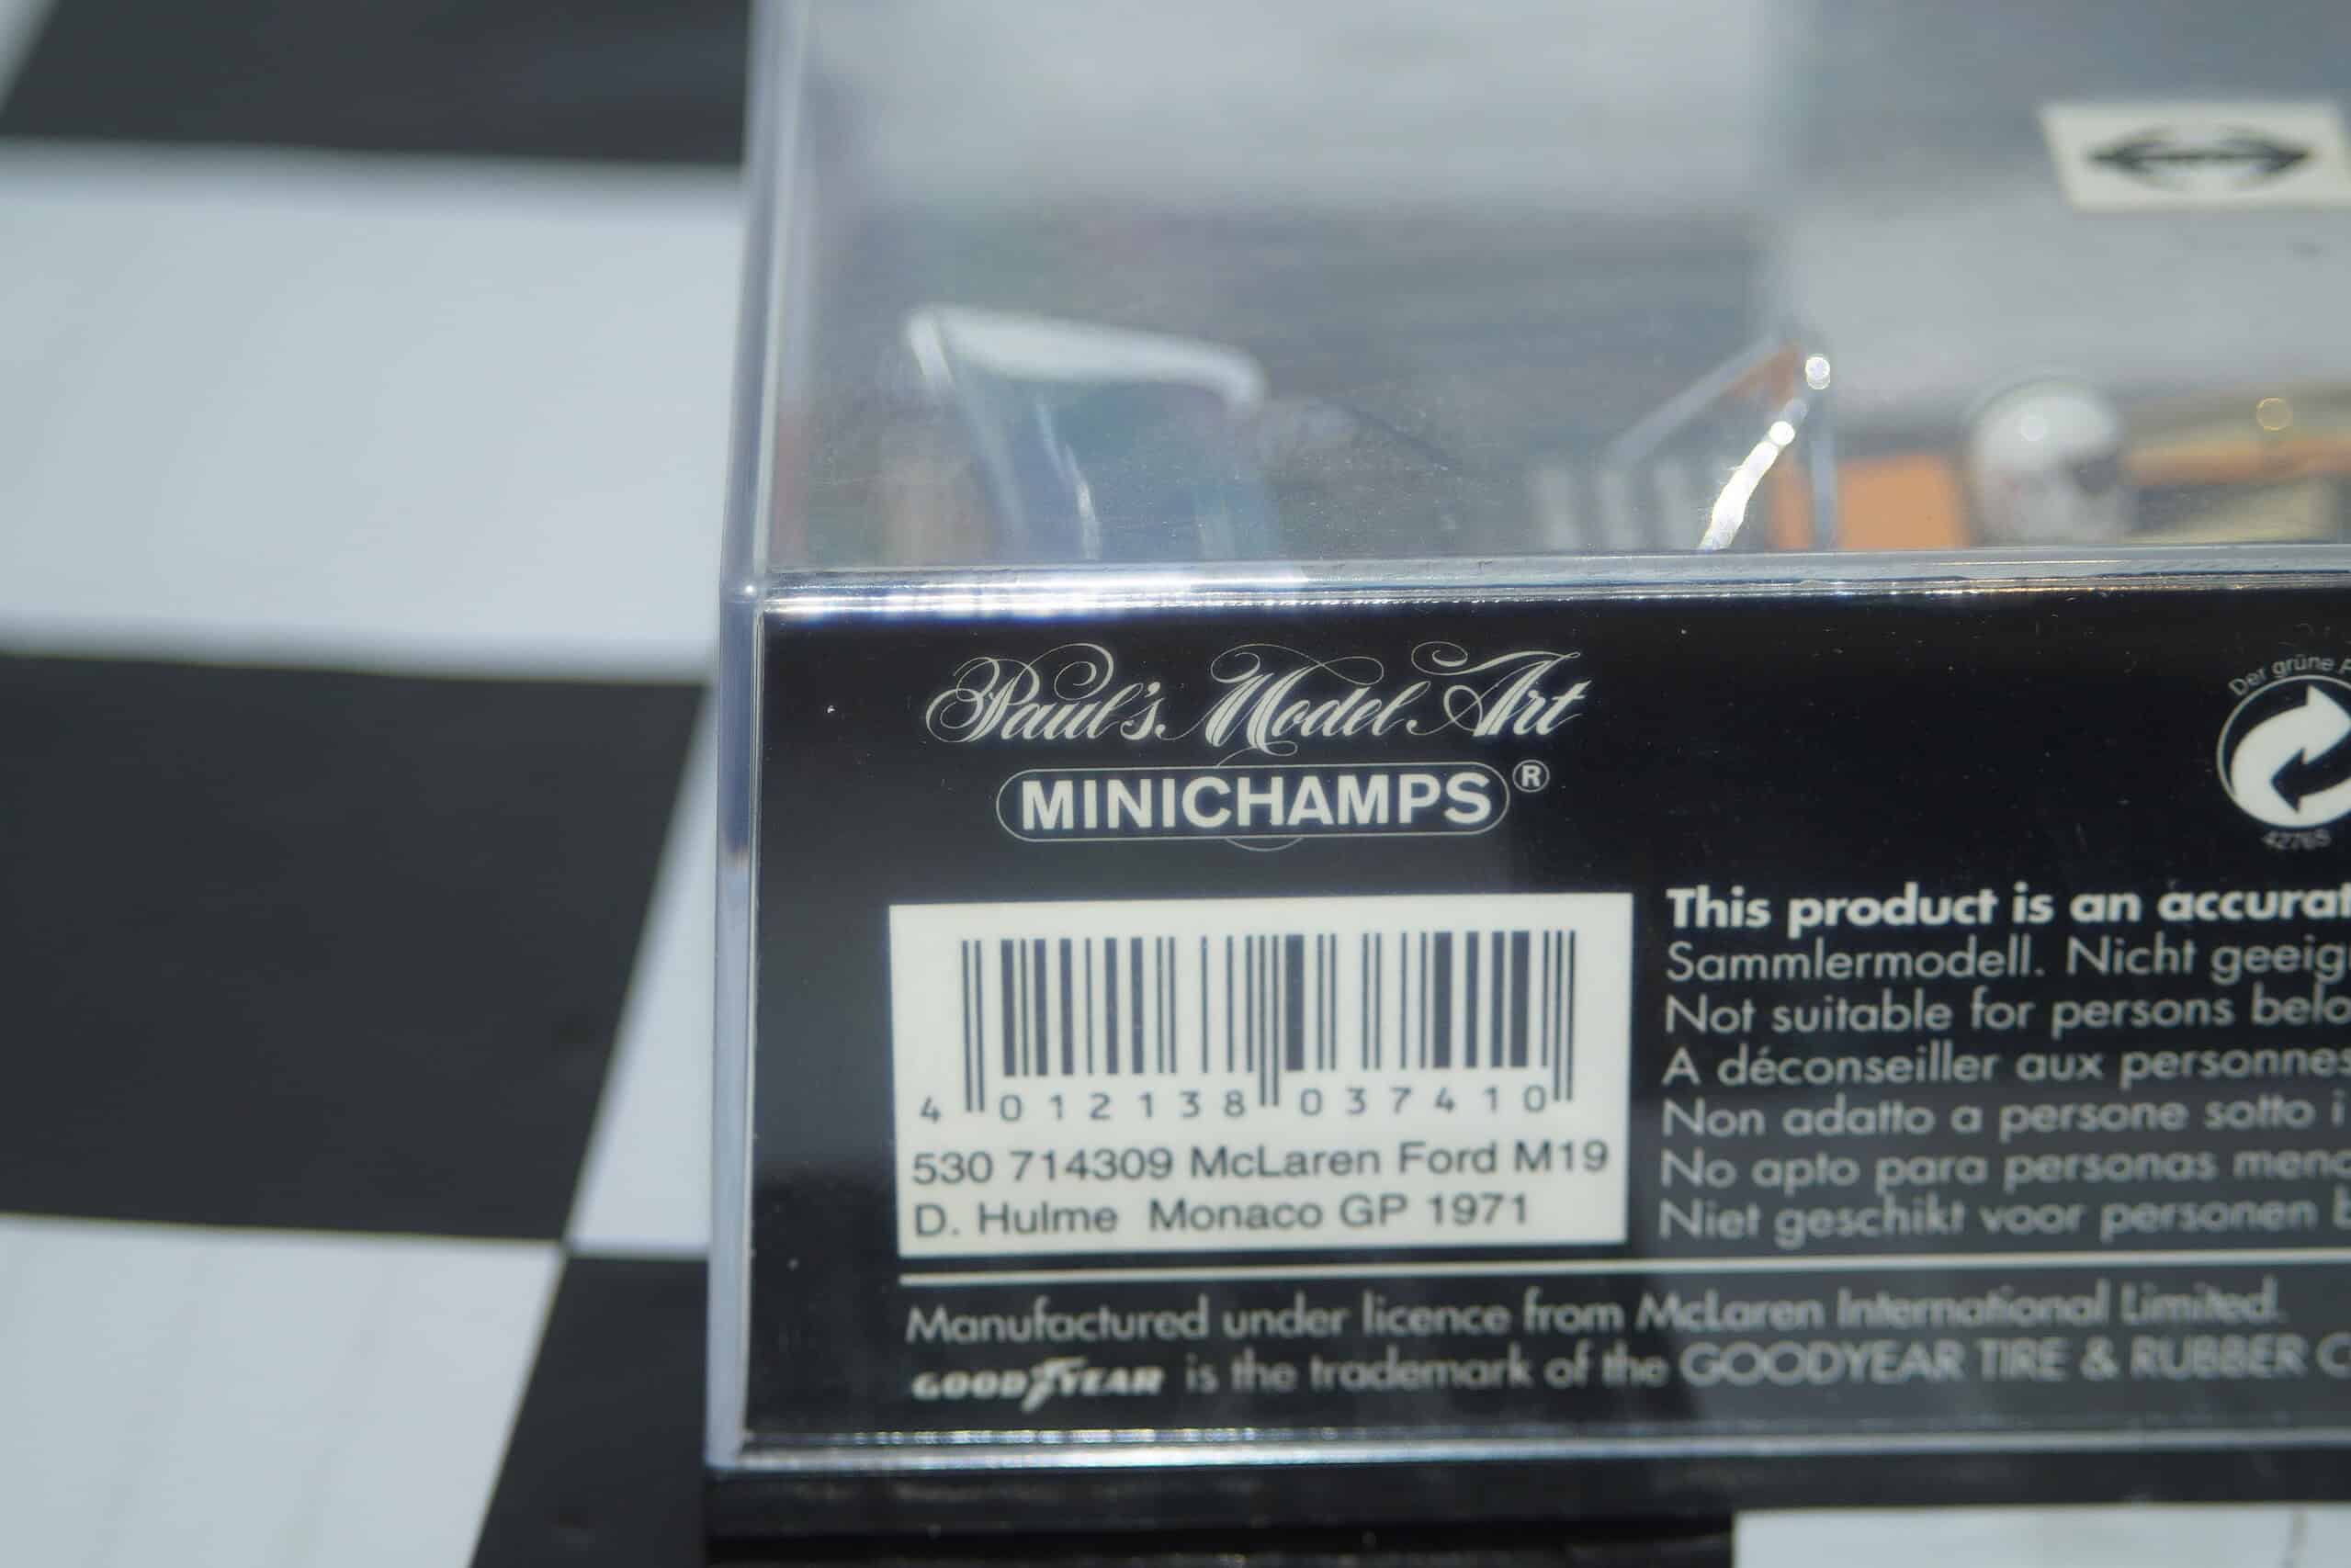 Paul's Model Art
MINICHAMPS®
Der grüne
42765
4 012138 037410
530 714309 McLaren Ford M19
D. Hulme Monaco GP 1971
This product is an accurat
Sammlermodell. Nicht geeig
Not suitable for persons belo
A déconseiller aux personnes
Non adatto a persone sotto i
No apto para personas meno
Niet geschikt voor personen b
Manufactured under licence from McLaren International Limited.
GOODYEAR is the trademark of the GOODYEAR TIRE & RUBBER C